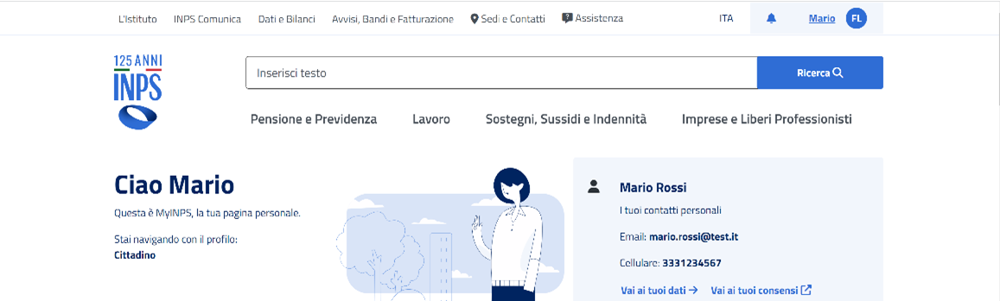 L'Istituto INPS Comunica Dati e Bilanci Avvisi, Bandi e Fatturazione Sedi e Contatti Assistenza ITA Mario FL
125 ANNI
INPS
Inserisci testo Ricerca
Pensione e Previdenza Lavoro Sostegni, Sussidi e Indennità Imprese e Liberi Professionisti
Ciao Mario
Questa è MyINPS, la tua pagina personale.
Stai navigando con il profilo:
Cittadino
Mario Rossi
I tuoi contatti personali
Email: mario.rossi@test.it
Cellulare: 3331234567
Vai ai tuoi dati Vai ai tuoi consensi